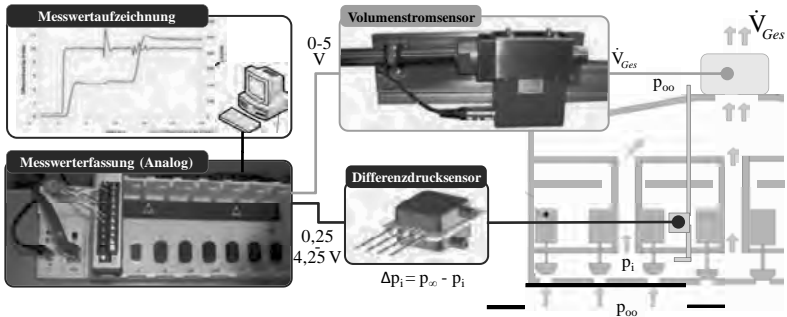 Messwertaufzeichnung
Volumenstromsensor
0-5
V
V̇Ges
V̇Ges
poo
Messwerterfassung (Analog)
Differenzdrucksensor
0,25
-
4,25 V
Δpi = p∞ - pi
pi
poo